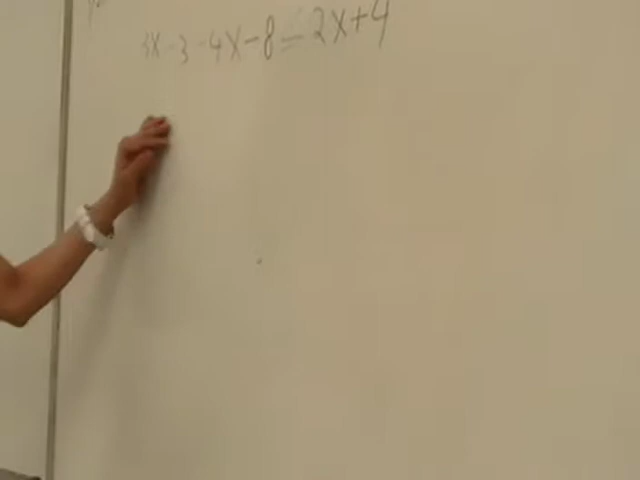 3x - 3 - 4x - 8 = 2x + 4